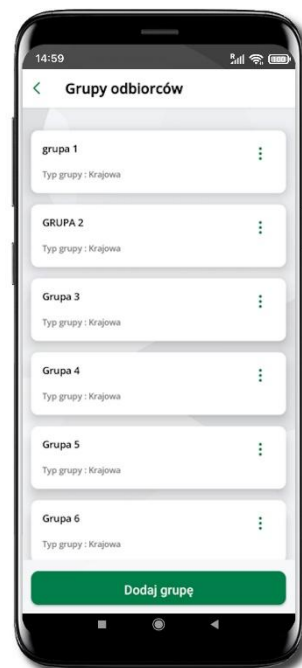 14:59
R
Grupy odbiorców
grupa 1
Typ grupy : Krajowa
GRUPA 2
Typ grupy : Krajowa
Grupa 3
Typ grupy : Krajowa
Grupa 4
Typ grupy : Krajowa
Grupa 5
Typ grupy : Krajowa
Grupa 6
Typ grupy : Krajowa
Dodaj grupę